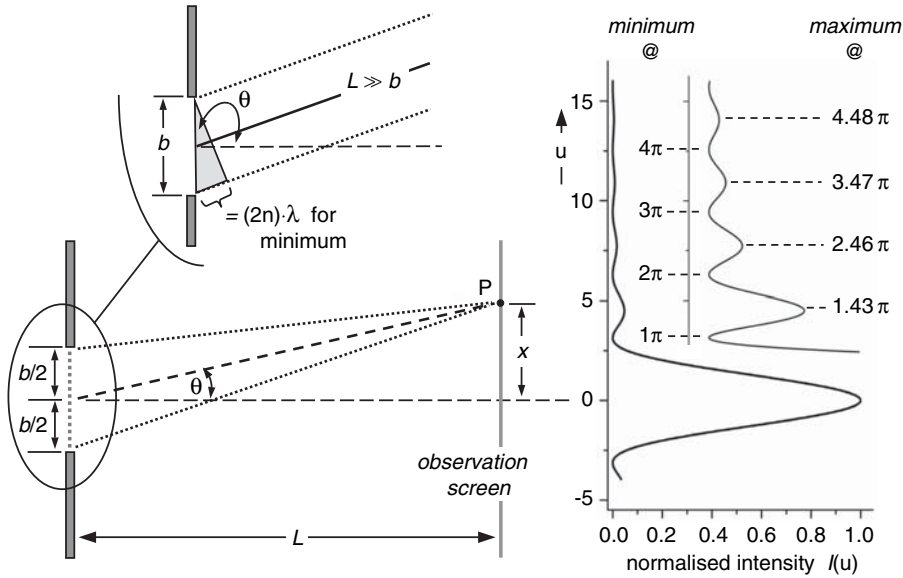 minimum
@
maximum
@
L ≫ b
θ
b
= (2n)·λ for
minimum
P
x
b/2
b/2
θ
observation
screen
L
u
15
10
5
0
-5
4π
3π
2π
1π
4.48 π
3.47 π
2.46 π
1.43 π
0.0 0.2 0.4 0.6 0.8 1.0
normalised intensity I(u)